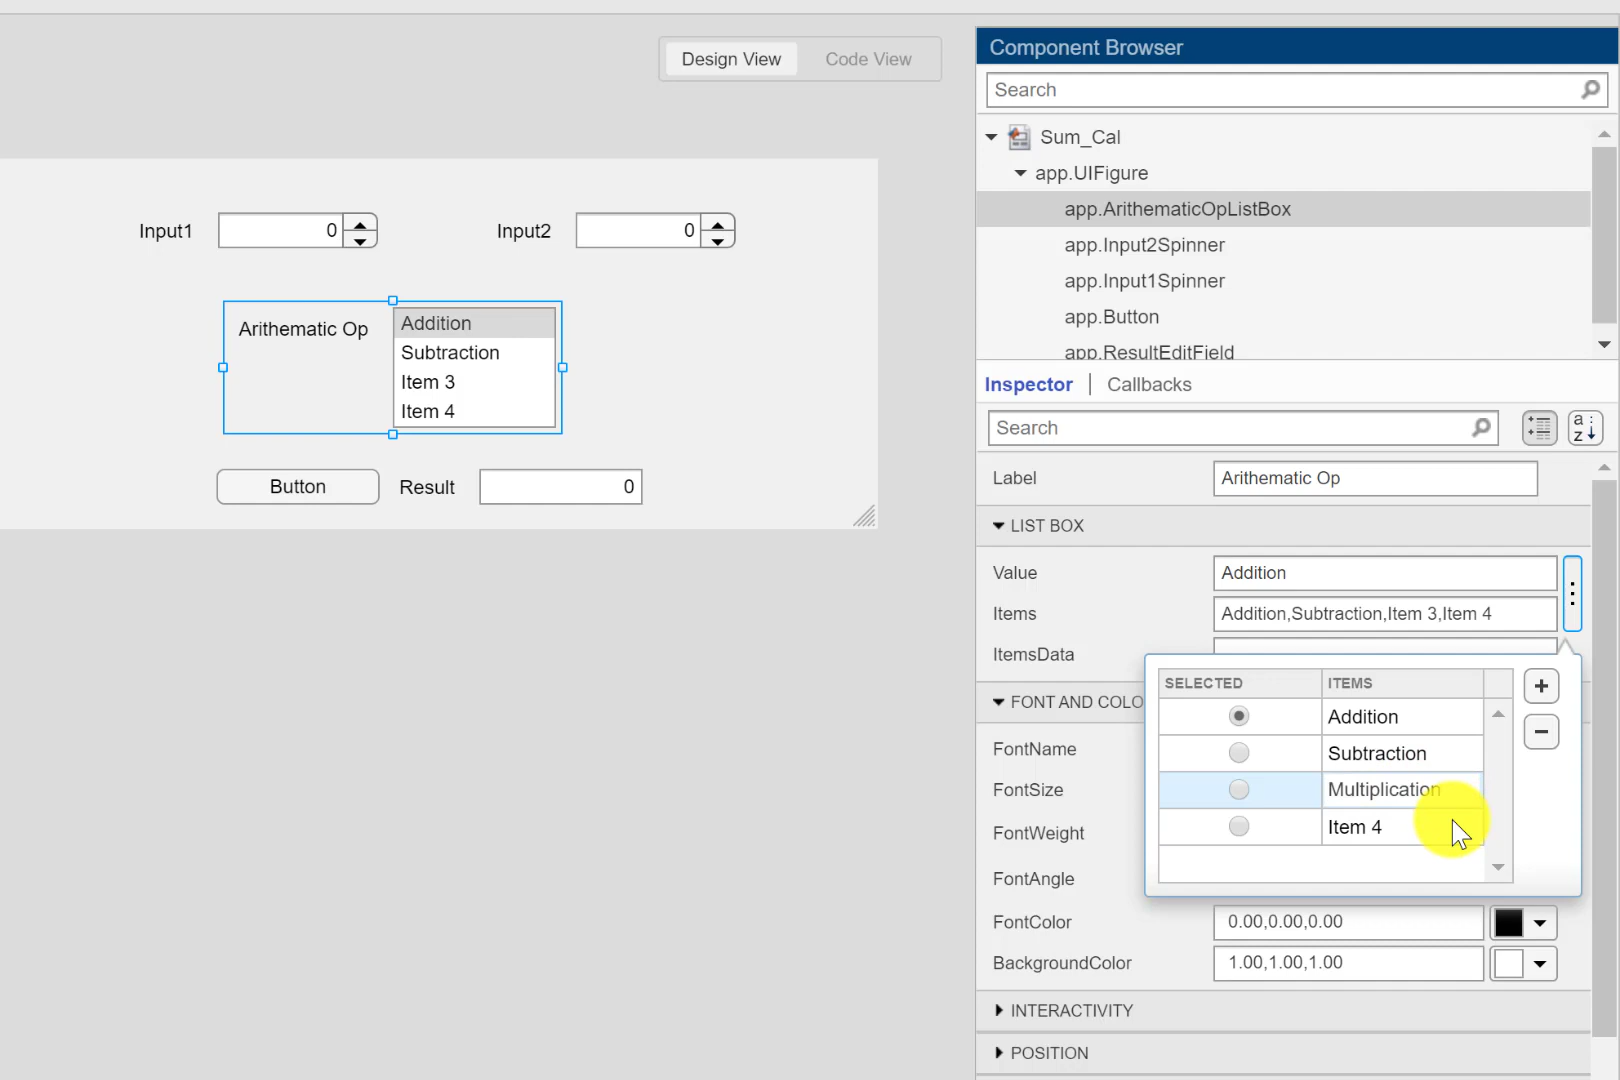 Design View
Code View
Input1
0
Input2
0
Arithematic Op
Addition
Subtraction
Item 3
Item 4
Button
Result
0
Component Browser
Search
Sum_Cal
app.UIFigure
app.ArithematicOpListBox
app.Input2Spinner
app.Input1Spinner
app.Button
app.ResultEditField
Inspector | Callbacks
Search
a
z
Label
Arithematic Op
LIST BOX
Value
Addition
Items
Addition,Subtraction,Item 3,Item 4
ItemsData
SELECTED
ITEMS
Addition
Subtraction
Multiplication
Item 4
FONT AND COLO
FontName
FontSize
FontWeight
FontAngle
FontColor
0.00,0.00,0.00
BackgroundColor
1.00,1.00,1.00
INTERACTIVITY
POSITION